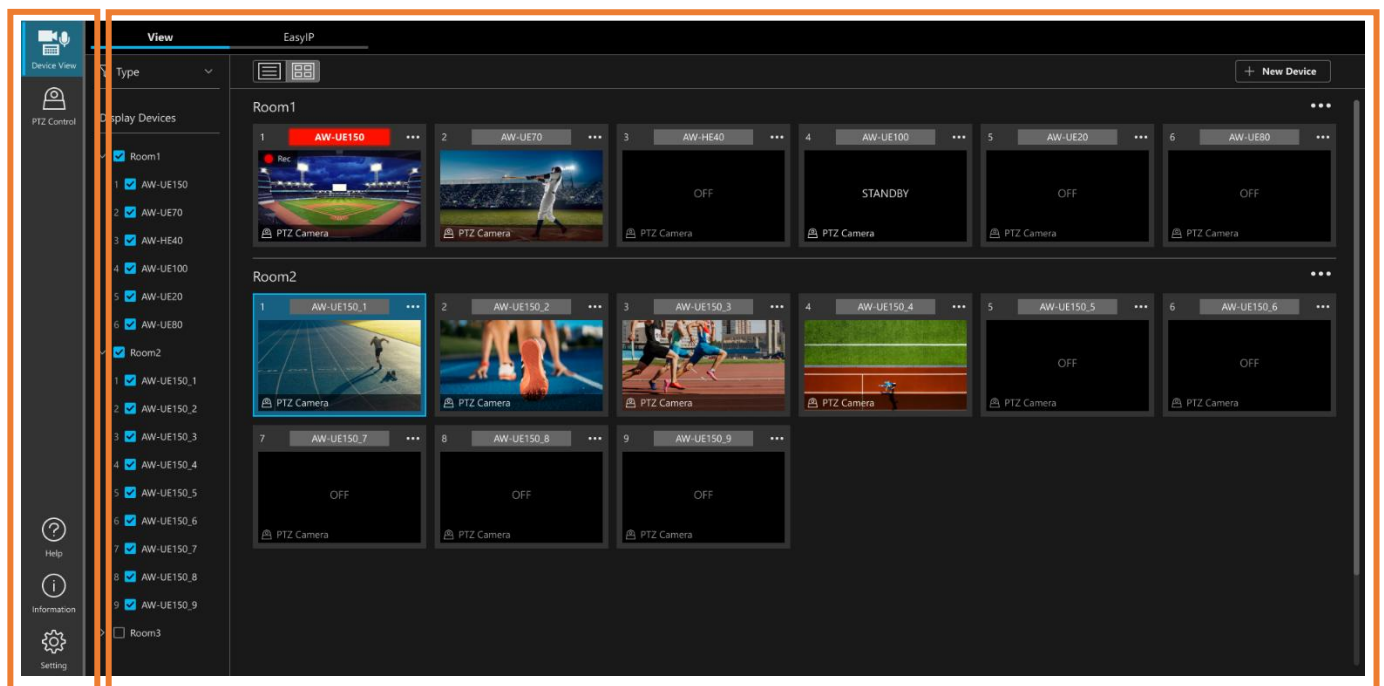 Device View
PTZ Control
Help
Information
Setting
View
EasyIP
Type
Display Devices
Room1
1 AW-UE150
2 AW-UE70
3 AW-HE40
4 AW-UE100
5 AW-UE20
6 AW-UE80
Room2
1 AW-UE150_1
2 AW-UE150_2
3 AW-UE150_3
4 AW-UE150_4
5 AW-UE150_5
6 AW-UE150_6
7 AW-UE150_7
8 AW-UE150_8
9 AW-UE150_9
Room3
+ New Device
Room1
1 AW-UE150 •••
Rec
PTZ Camera
2 AW-UE70 •••
PTZ Camera
3 AW-HE40 •••
OFF
PTZ Camera
4 AW-UE100 •••
STANDBY
PTZ Camera
5 AW-UE20 •••
OFF
PTZ Camera
6 AW-UE80 •••
OFF
PTZ Camera
Room2
1 AW-UE150_1 •••
PTZ Camera
2 AW-UE150_2 •••
PTZ Camera
3 AW-UE150_3 •••
PTZ Camera
4 AW-UE150_4 •••
PTZ Camera
5 AW-UE150_5 •••
OFF
PTZ Camera
6 AW-UE150_6 •••
OFF
PTZ Camera
7 AW-UE150_7 •••
OFF
PTZ Camera
8 AW-UE150_8 •••
OFF
PTZ Camera
9 AW-UE150_9 •••
OFF
PTZ Camera